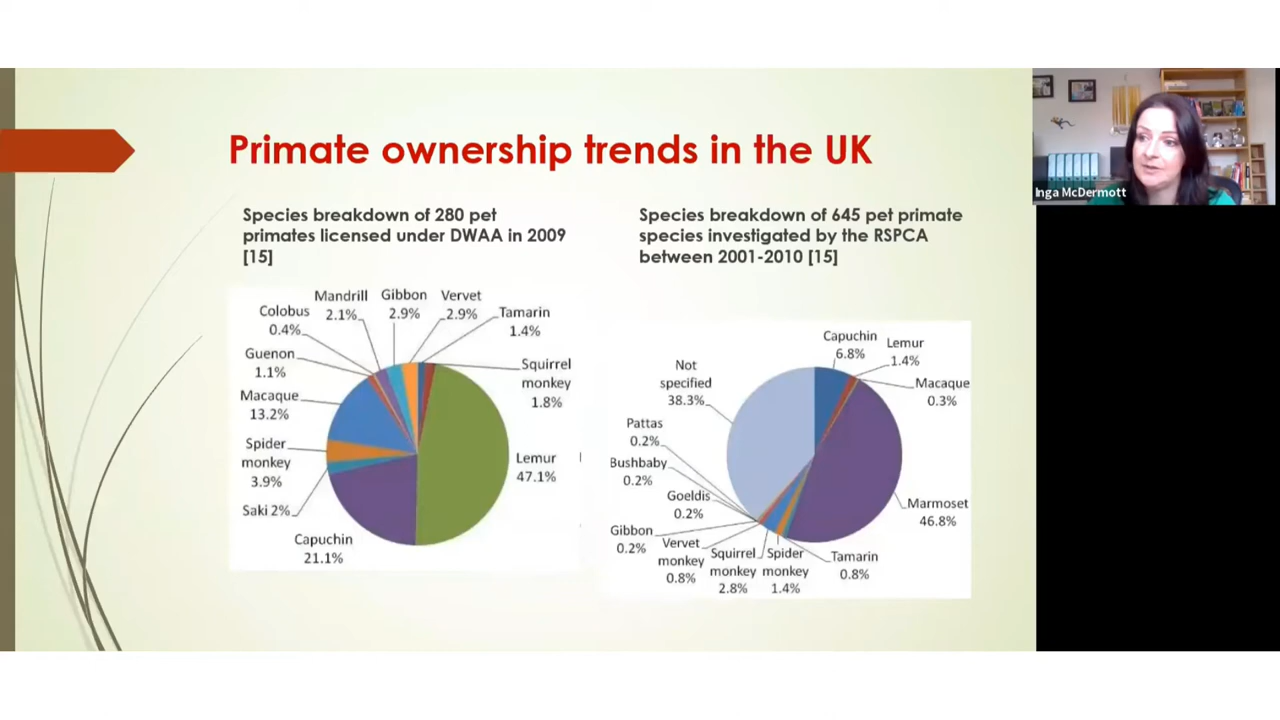 Primate ownership trends in the UK
Inga McDermott
Species breakdown of 280 pet
primates licensed under DWAA in 2009
[15]
Species breakdown of 645 pet primate
species investigated by the RSPCA
between 2001-2010 [15]
Mandrill
2.1%
Gibbon
2.9%
Vervet
2.9%
Colobus
0.4%
Tamarin
1.4%
Guenon
1.1%
Squirrel
monkey
1.8%
Macaque
13.2%
Spider
monkey
3.9%
Lemur
47.1%
Saki 2%
Capuchin
21.1%
Capuchin
6.8%
Lemur
1.4%
Not
specified
38.3%
Macaque
0.3%
Pattas
0.2%
Bushbaby
0.2%
Goeldis
0.2%
Marmoset
46.8%
Gibbon
0.2%
Vervet
monkey
0.8%
Squirrel
monkey
2.8%
Spider
monkey
1.4%
Tamarin
0.8%